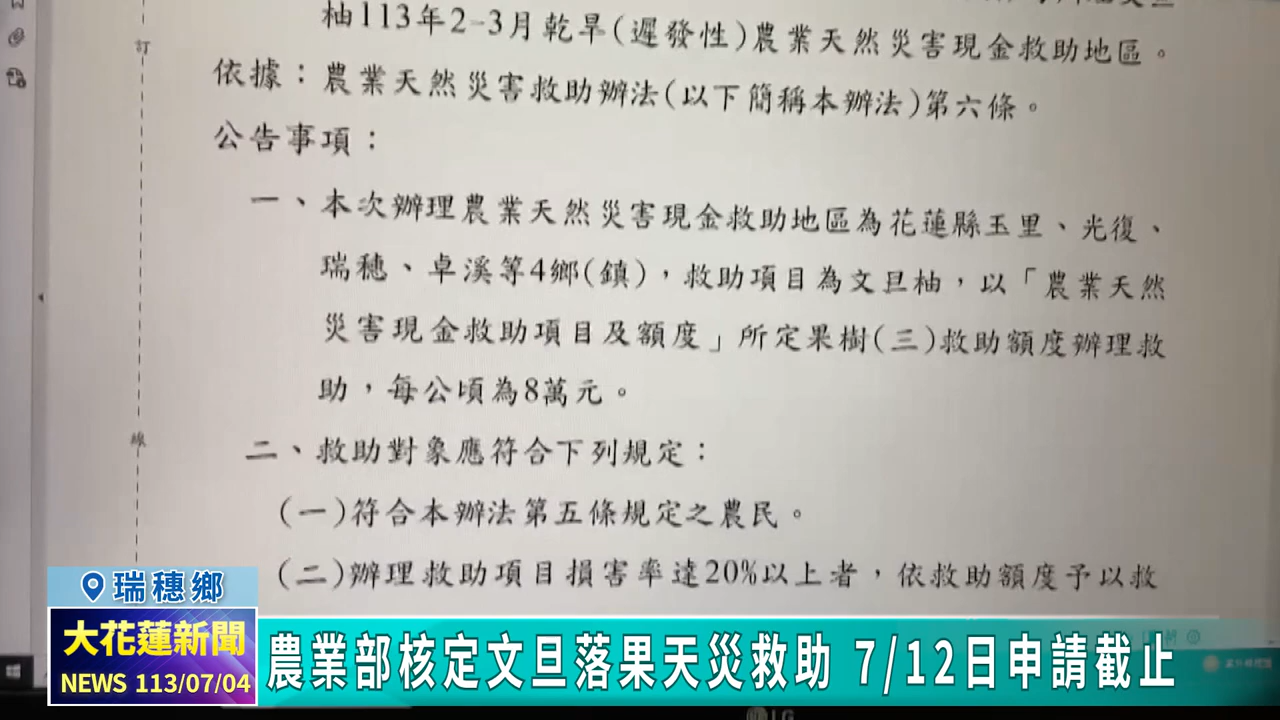 柚113年2-3月乾旱(遲發性)農業天然災害現金救助地區。
訂
依據：農業天然災害救助辦法(以下簡稱本辦法)第六條。
公告事項：
一、本次辦理農業天然災害現金救助地區為花蓮縣玉里、光復、
瑞穗、卓溪等4鄉(鎮)，救助項目為文旦柚，以「農業天然
災害現金救助項目及額度」所定果樹(三)救助額度辦理救
助，每公頃為8萬元。
線
二、救助對象應符合下列規定：
(一)符合本辦法第五條規定之農民。
(二)辦理救助項目損害率達20%以上者，依救助額度予以救
瑞穗鄉
大花蓮新聞
NEWS 113/07/04
農業部核定文旦落果天災救助 7/12日申請截止
LG